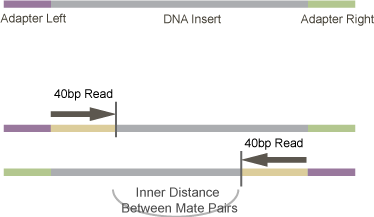 Adapter Left DNA Insert Adapter Right
40bp Read
40bp Read
Inner Distance
Between Mate Pairs